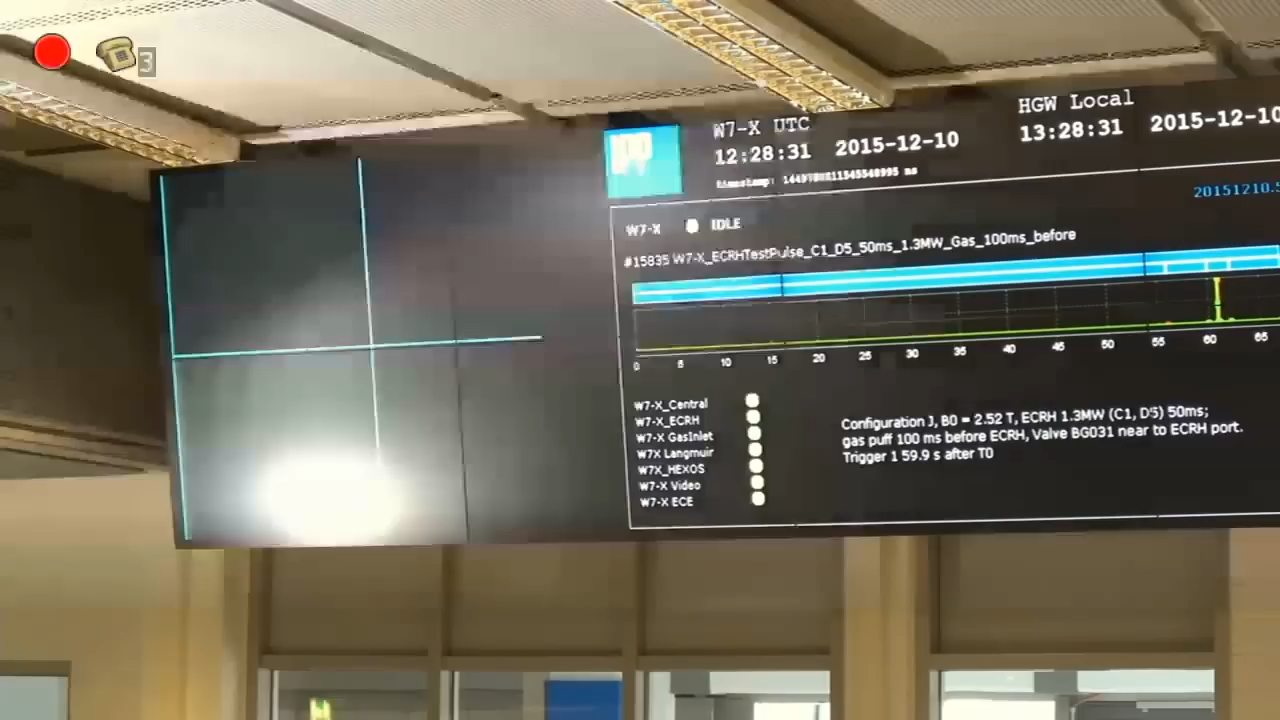 3
W7-X UTC
12:28:31 2015-12-10
HGW Local
13:28:31 2015-12-10
timestamp: ns
20151210.
W7-X IDLE
#15835 W7-X_ECRHTestPulse_C1_D5_50ms_1.3MW_Gas_100ms_before
0 5 10 15 20 25 30 35 40 45 50 55 60 65
W7-X_Central
W7-X_ECRH
W7-X GasInlet
W7X Langmuir
W7X_HEXOS
W7-X Video
W7-X ECE
Configuration J, B0 = 2.52 T, ECRH 1.3MW (C1, D5) 50ms;
gas puff 100 ms before ECRH, Valve BG031 near to ECRH port.
Trigger 1 59.9 s after T0